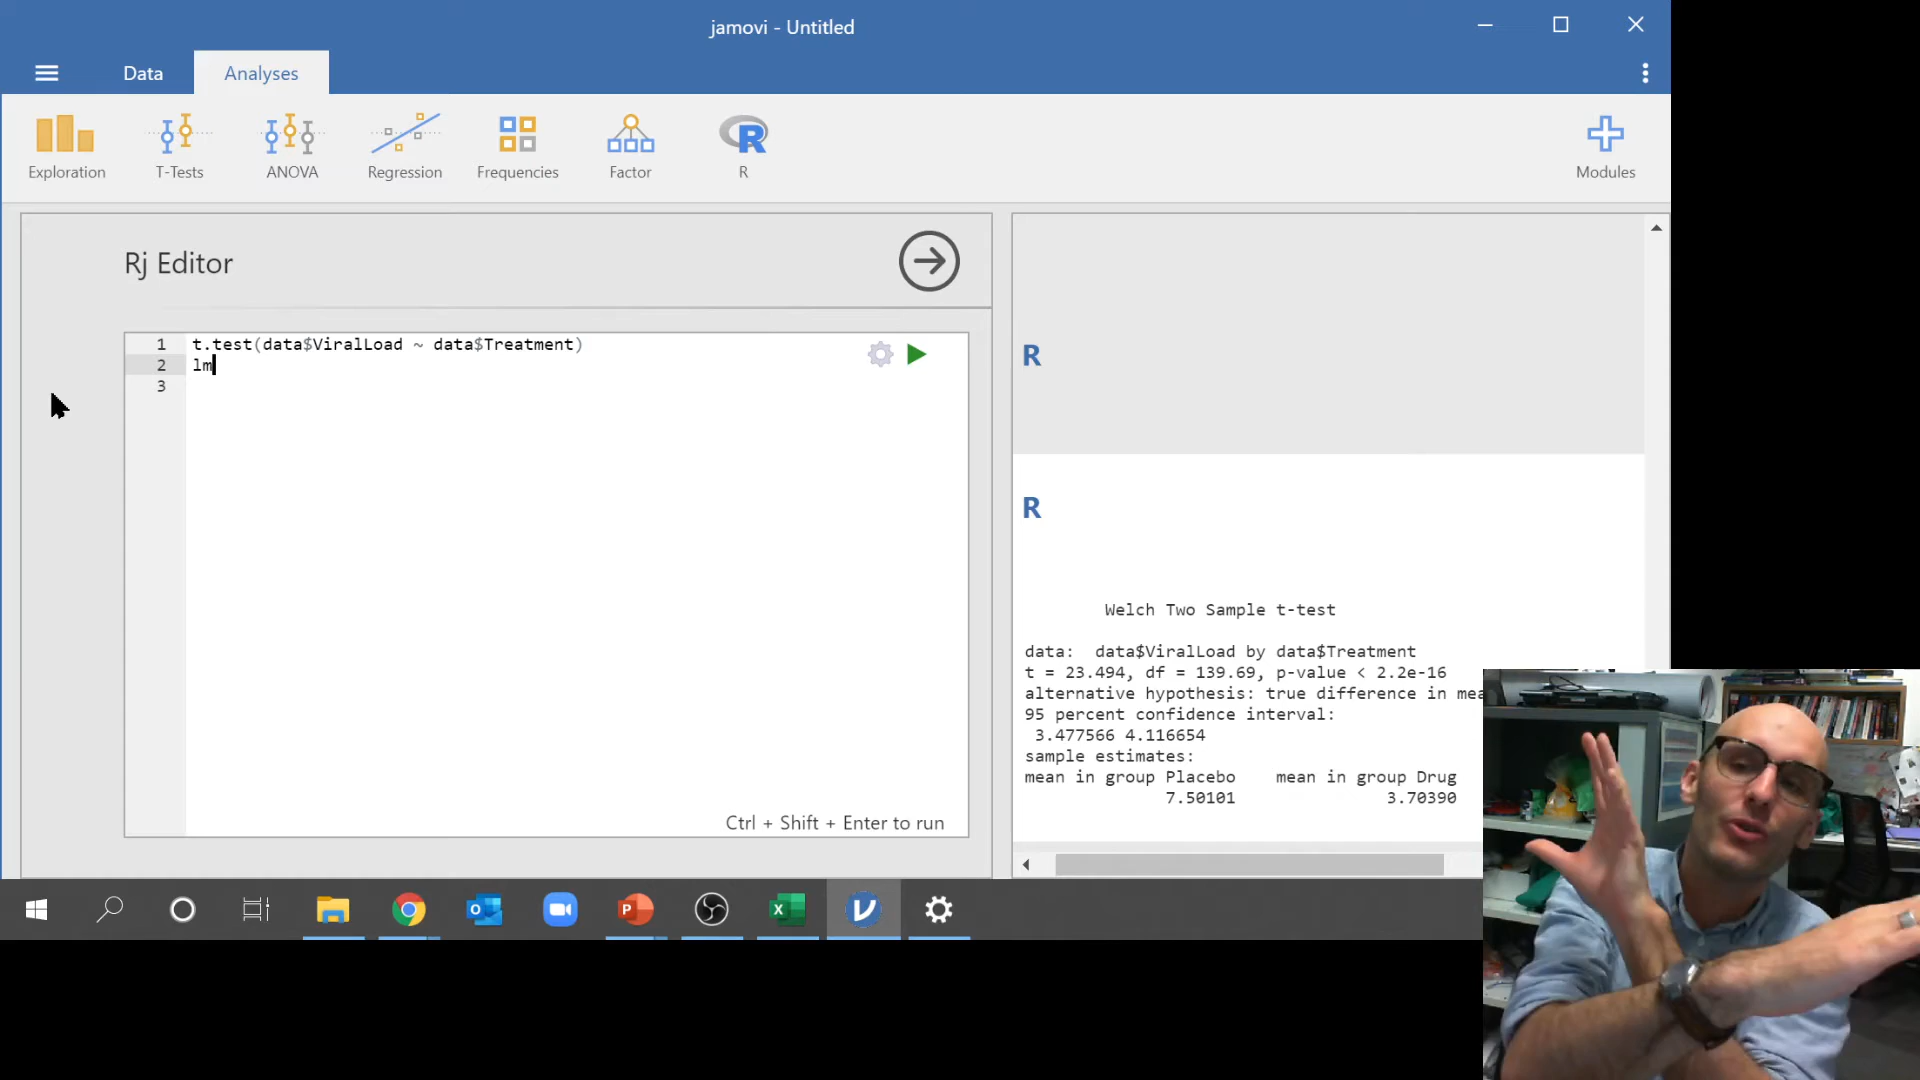 jamovi - Untitled
Data
Analyses
Exploration
T-Tests
ANOVA
Regression
Frequencies
Factor
R
Modules
Rj Editor
1 t.test(data$ViralLoad ~ data$Treatment)
2 lm
3
Ctrl + Shift + Enter to run
R
R
Welch Two Sample t-test
data: data$ViralLoad by data$Treatment
t = 23.494, df = 139.69, p-value < 2.2e-16
alternative hypothesis: true difference in mea
95 percent confidence interval:
3.477566 4.116654
sample estimates:
mean in group Placebo mean in group Drug
7.50101 3.70390